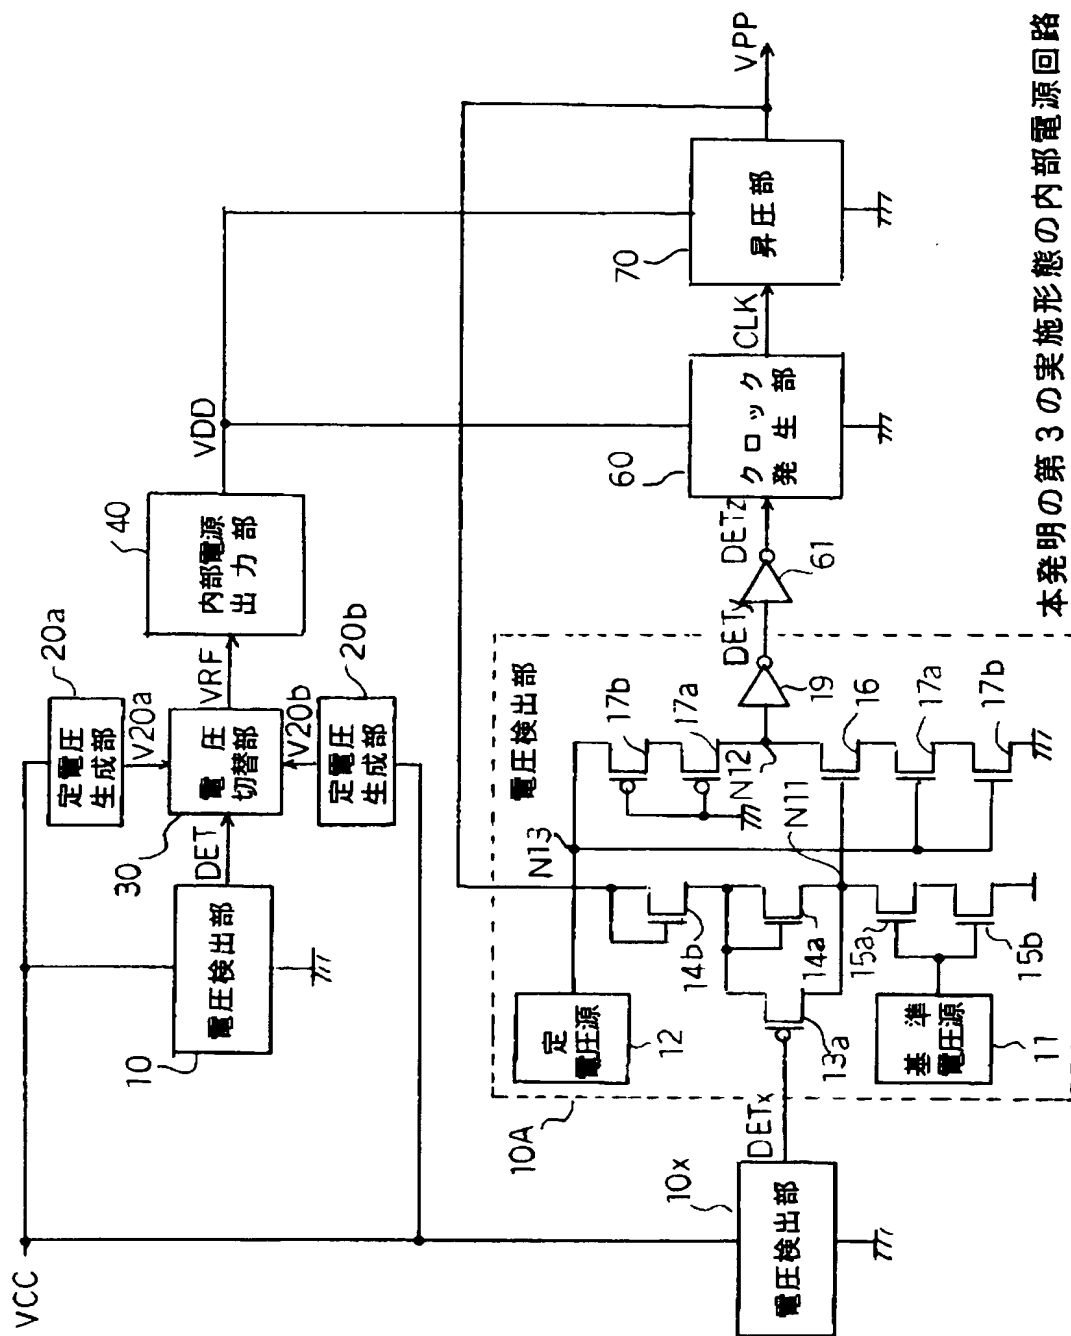 VCC
電圧検出部
10
DET
定電圧
生成部
20a
V20a
電圧
切替部
30
V20b
定電圧
生成部
20b
VRF
内部電源
出力部
40
VDD
電圧検出部
10x
DETx
10A
電圧検出部
定
電圧源
12
N13
基準
電圧源
11
13a
14b
14a
15a
15b
N11
17b
17a
N12
16
17a
17b
19
DETy
61
DETz
クロック
発生部
60
CLK
昇圧部
70
VPP
本発明の第3の実施形態の内部電源回路